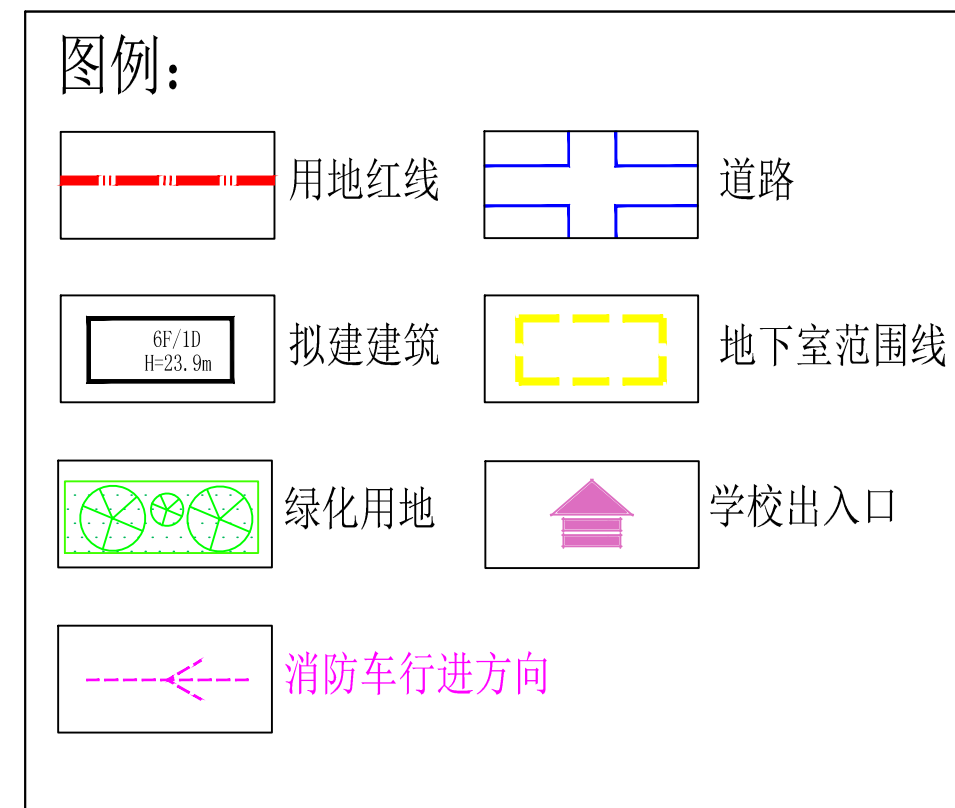 图例：
用地红线
道路
6F/1D
H=23.9m
拟建建筑
地下室范围线
绿化用地
学校出入口
消防车行进方向